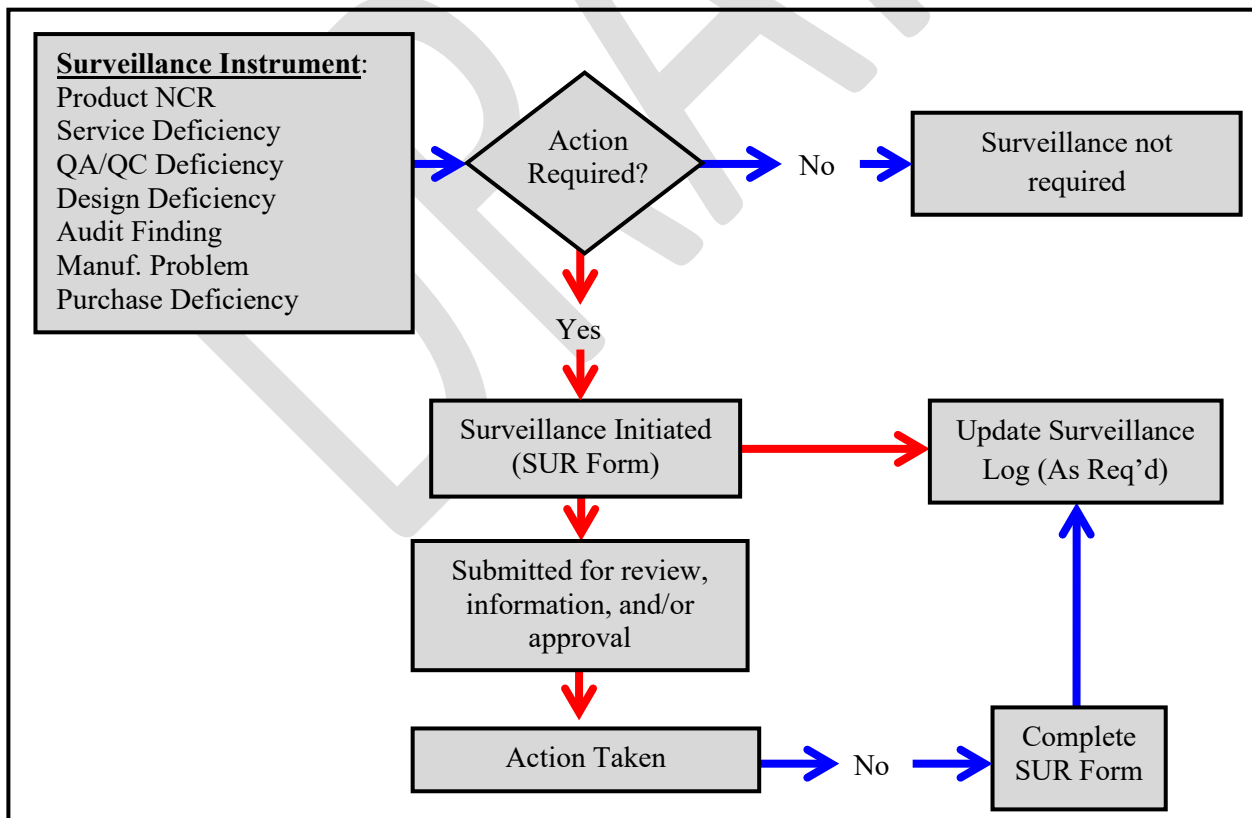 Surveillance Instrument:
Product NCR
Service Deficiency
QA/QC Deficiency
Design Deficiency
Audit Finding
Manuf. Problem
Purchase Deficiency
Action
Required?
No
Surveillance not
required
Yes
Surveillance Initiated
(SUR Form)
Update Surveillance
Log (As Req’d)
Submitted for review,
information, and/or
approval
Action Taken
No
Complete
SUR Form